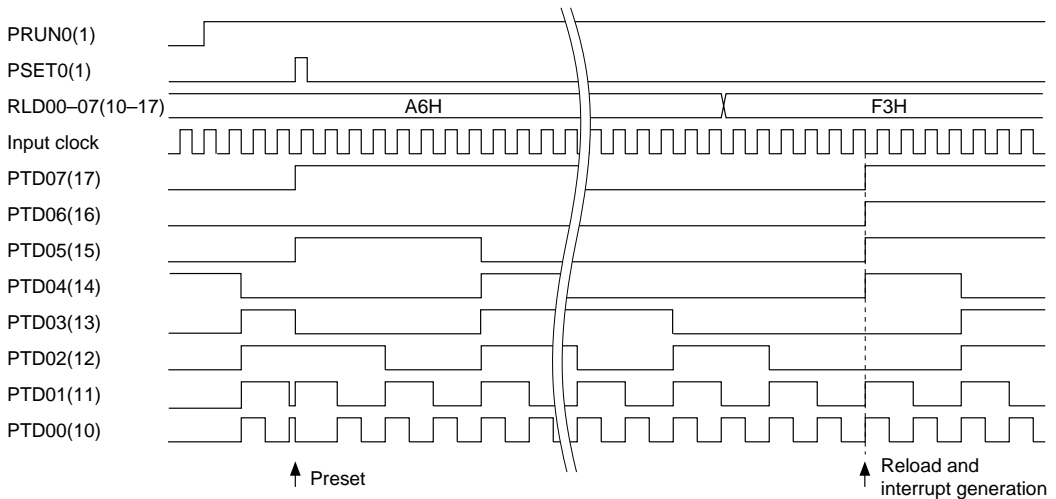 PRUN0(1)
PSET0(1)
RLD00–07(10–17)
A6H
F3H
Input clock
PTD07(17)
PTD06(16)
PTD05(15)
PTD04(14)
PTD03(13)
PTD02(12)
PTD01(11)
PTD00(10)
Preset
Reload and
interrupt generation